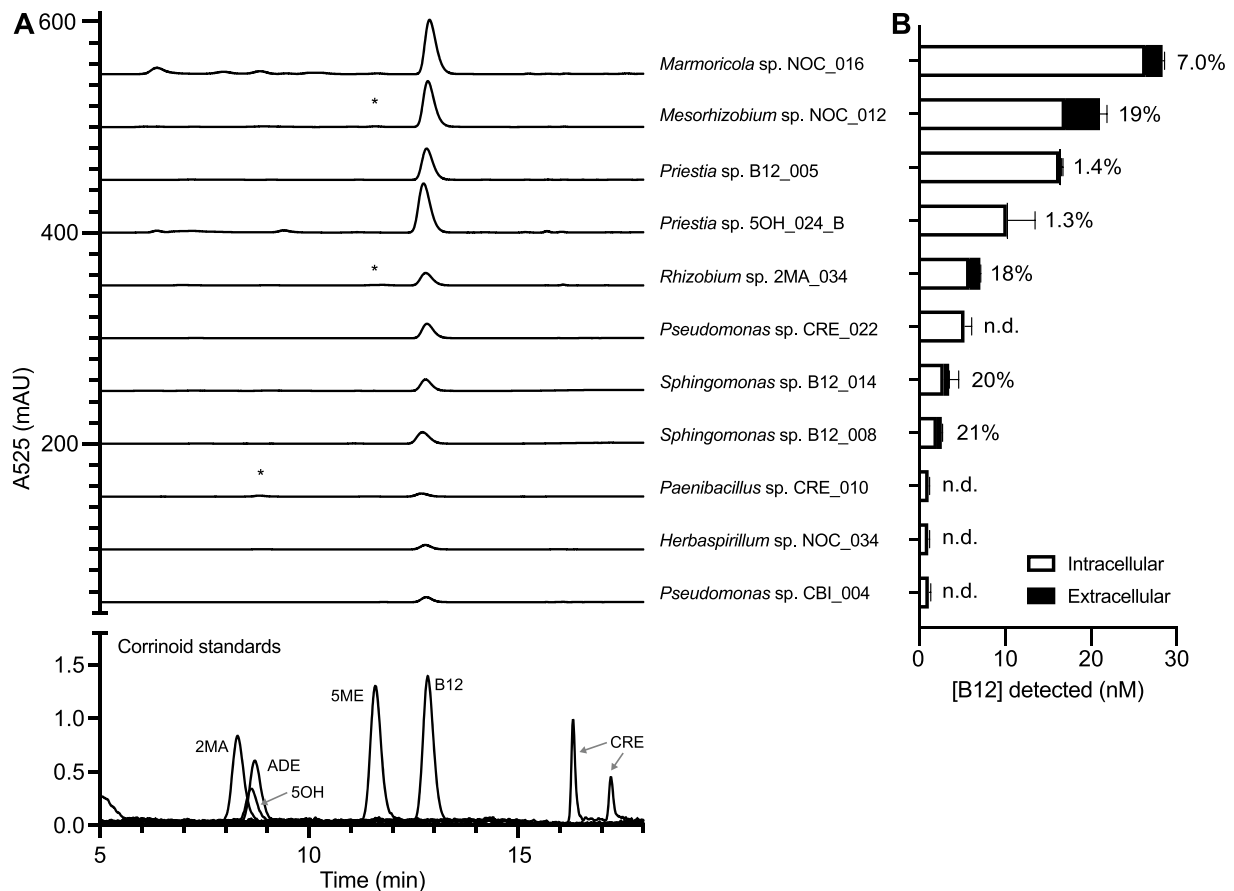 A
B
600
400
200
A525 (mAU)
*
*
*
Marmoricola sp. NOC_016
Mesorhizobium sp. NOC_012
Priestia sp. B12_005
Priestia sp. 5OH_024_B
Rhizobium sp. 2MA_034
Pseudomonas sp. CRE_022
Sphingomonas sp. B12_014
Sphingomonas sp. B12_008
Paenibacillus sp. CRE_010
Herbaspirillum sp. NOC_034
Pseudomonas sp. CBI_004
7.0%
19%
1.4%
1.3%
18%
n.d.
20%
21%
n.d.
n.d.
n.d.
Intracellular
Extracellular
0 10 20 30
[B12] detected (nM)
Corrinoid standards
1.5
1.0
0.5
0.0
2MA
ADE
5OH
5ME
B12
CRE
5 10 15
Time (min)